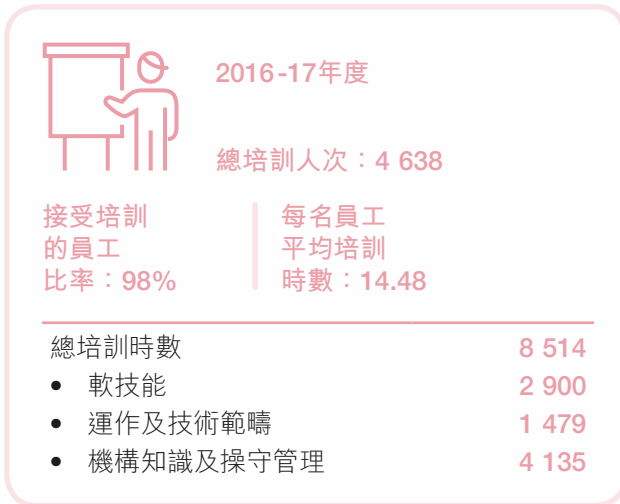 2016-17年度
總培訓人次：4 638
接受培訓
的員工
比率：98%
每名員工
平均培訓
時數：14.48
總培訓時數 8 514
• 軟技能 2 900
• 運作及技術範疇 1 479
• 機構知識及操守管理 4 135